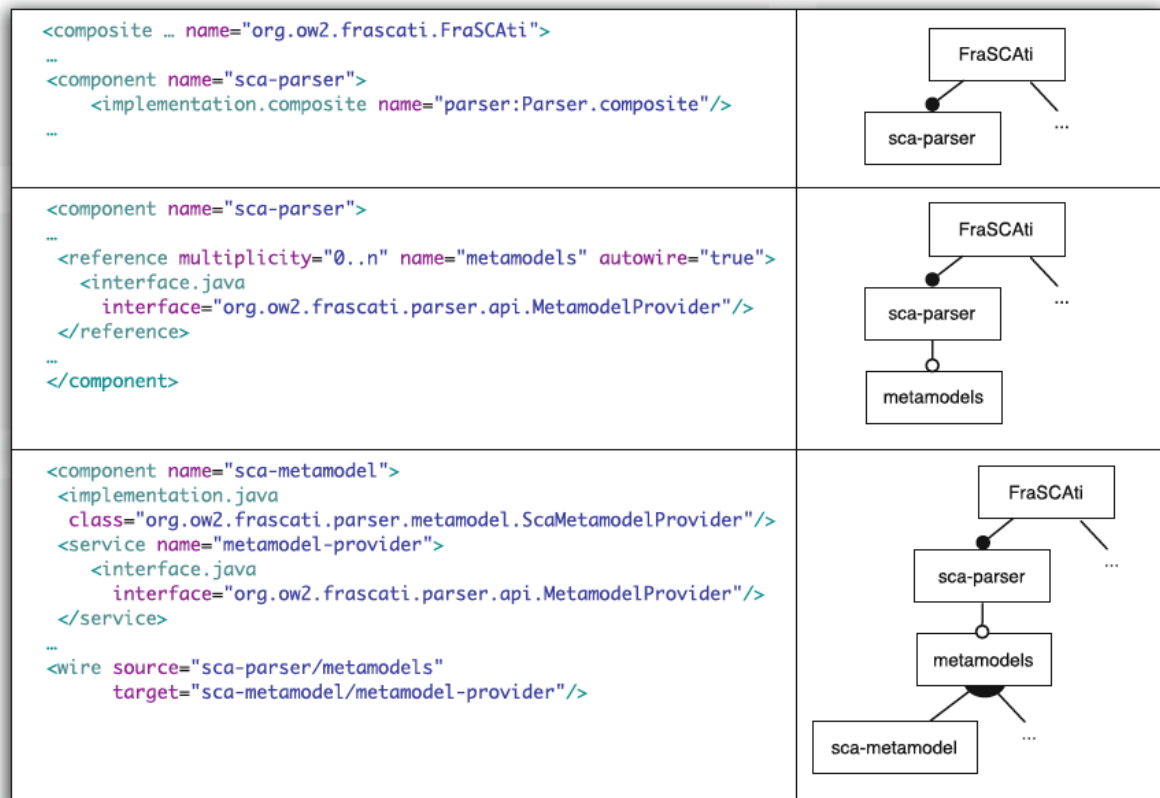 <composite … name="org.ow2.frascati.FraSCAti">
…
<component name="sca-parser">
<implementation.composite name="parser:Parser.composite"/>
…
FraSCAti
sca-parser
...
<component name="sca-parser">
…
<reference multiplicity="0..n" name="metamodels" autowire="true">
<interface.java
interface="org.ow2.frascati.parser.api.MetamodelProvider"/>
</reference>
…
</component>
FraSCAti
sca-parser
...
metamodels
<component name="sca-metamodel">
<implementation.java
class="org.ow2.frascati.parser.metamodel.ScaMetamodelProvider"/>
<service name="metamodel-provider">
<interface.java
interface="org.ow2.frascati.parser.api.MetamodelProvider"/>
</service>
…
<wire source="sca-parser/metamodels"
target="sca-metamodel/metamodel-provider"/>
FraSCAti
...
sca-parser
metamodels
...
sca-metamodel